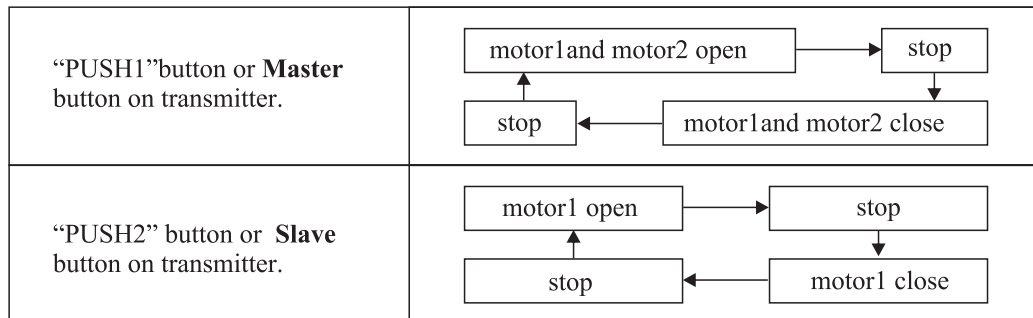 “PUSH1”button or Master
button on transmitter.
motor1and motor2 open
stop
stop
motor1and motor2 close
“PUSH2” button or Slave
button on transmitter.
motor1 open
stop
stop
motor1 close